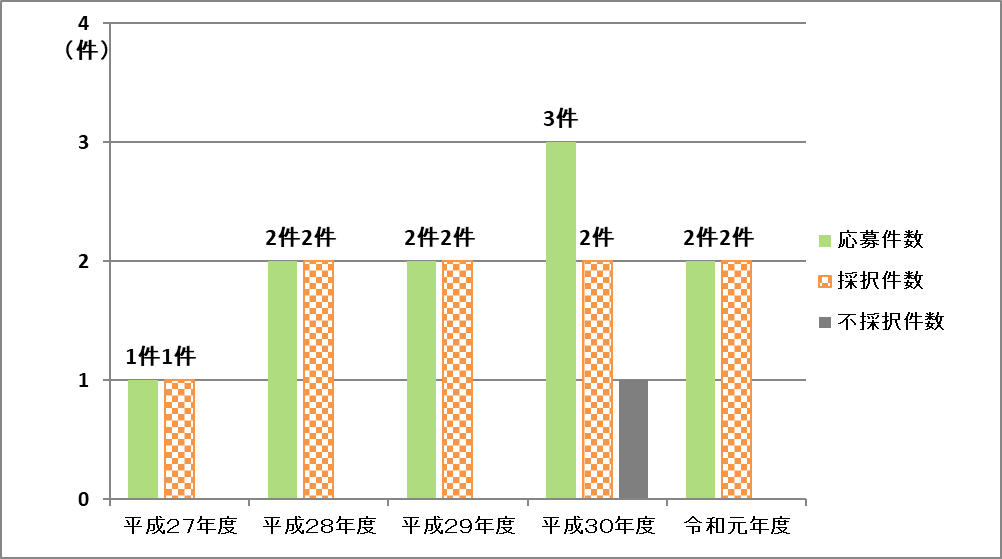 4
（件）
3件
3
2件2件 2件2件 2件 2件2件
応募件数
2
採択件数
不採択件数
1件1件
1
0
平成27年度 平成28年度 平成29年度 平成30年度 令和元年度